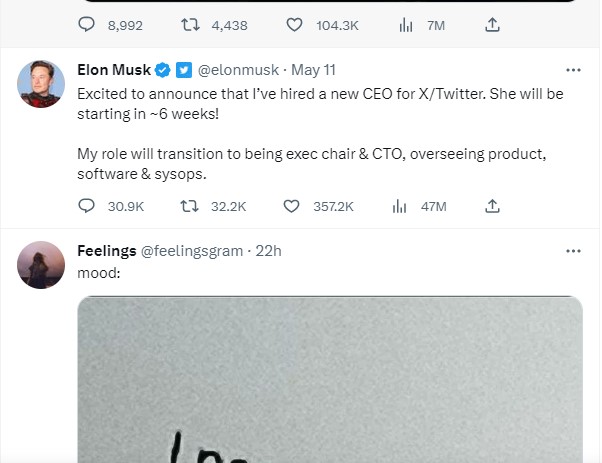 8,992 4,438 104.3K 7M
Elon Musk @elonmusk · May 11
Excited to announce that I’ve hired a new CEO for X/Twitter. She will be
starting in ~6 weeks!
My role will transition to being exec chair & CTO, overseeing product,
software & sysops.
30.9K 32.2K 357.2K 47M
Feelings @feelingsgram · 22h
mood: